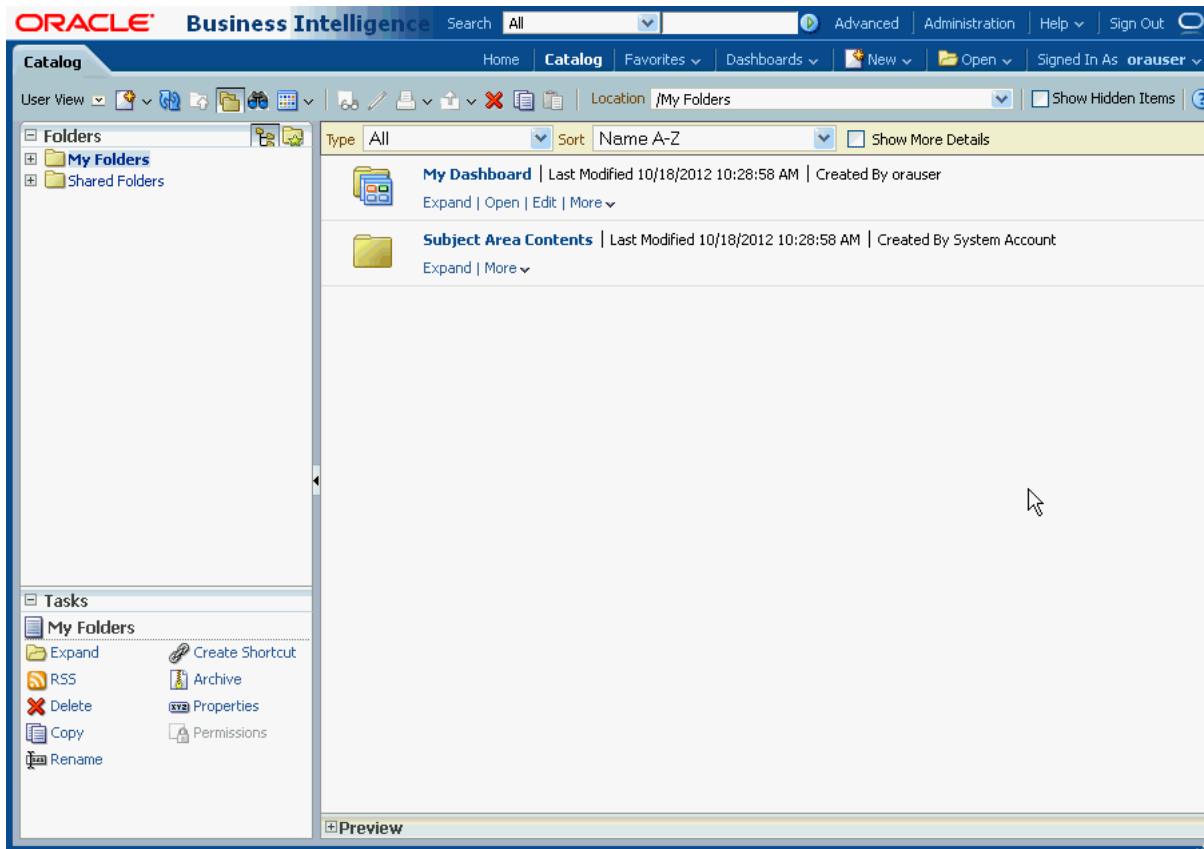 ORACLE Business Intelligence Search All Advanced Administration Help Sign Out
Catalog Home Catalog Favorites Dashboards New Open Signed In As orauser
User View Location /My Folders Show Hidden Items
Folders
My Folders
Shared Folders
Type All Sort Name A-Z Show More Details
My Dashboard | Last Modified 10/18/2012 10:28:58 AM | Created By orauser
Expand | Open | Edit | More
Subject Area Contents | Last Modified 10/18/2012 10:28:58 AM | Created By System Account
Expand | More
Tasks
My Folders
Expand Create Shortcut
RSS Archive
Delete Properties
Copy Permissions
Rename
Preview